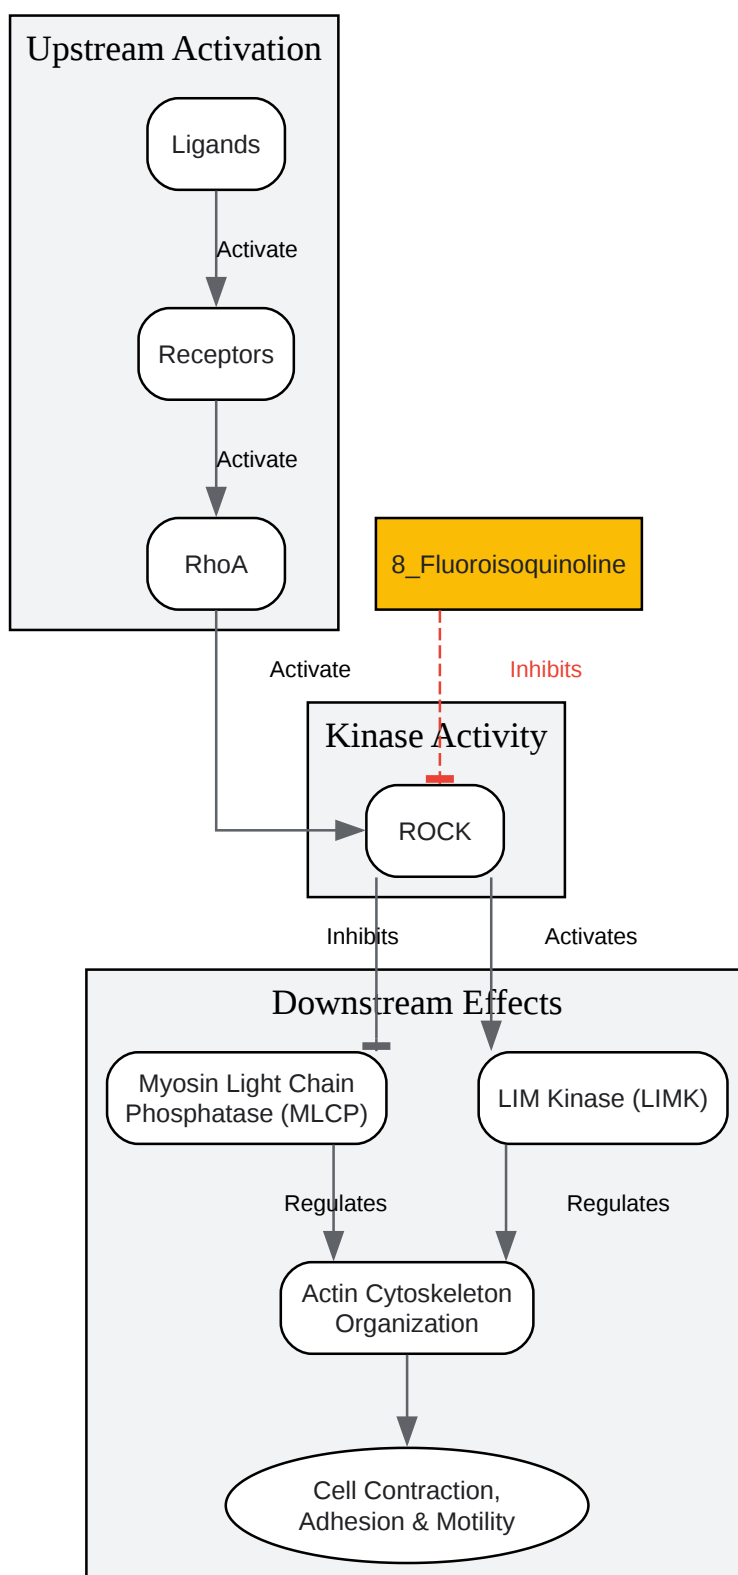 Upstream Activation
Ligands
Activate
Receptors
Activate
RhoA
8_Fluoroisoquinoline
Activate
Inhibits
Kinase Activity
ROCK
Inhibits
Activates
Downstream Effects
Myosin Light Chain
Phosphatase (MLCP)
LIM Kinase (LIMK)
Regulates
Regulates
Actin Cytoskeleton
Organization
Cell Contraction,
Adhesion & Motility